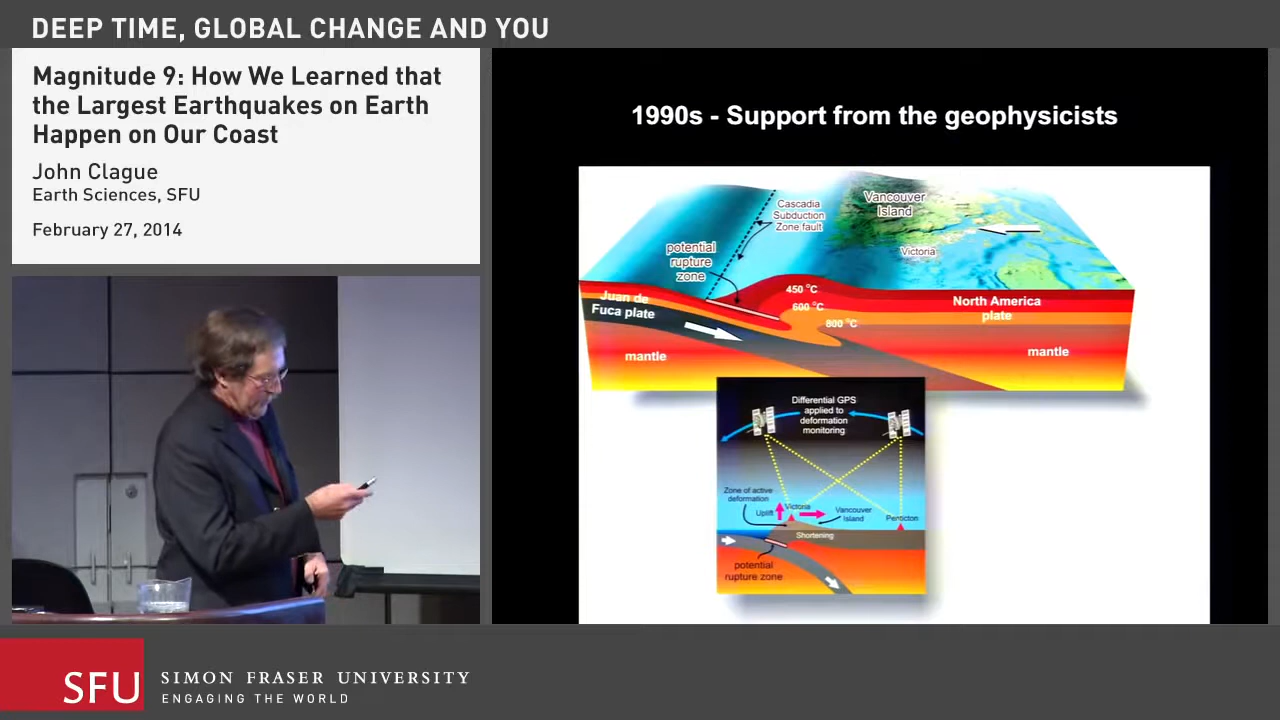 DEEP TIME, GLOBAL CHANGE AND YOU
Magnitude 9: How We Learned that
the Largest Earthquakes on Earth
Happen on Our Coast
John Clague
Earth Sciences, SFU
February 27, 2014
1990s - Support from the geophysicists
Cascadia
Subduction
Zone fault
Vancouver
Island
Victoria
potential
rupture
zone
450 °C
600 °C
800 °C
Juan de
Fuca plate
North America
plate
mantle
mantle
Differential GPS
applied to
deformation
monitoring
Zone of active
deformation
Uplift
Victoria
Vancouver
Island
Penticton
Shortening
potential
rupture zone
SFU
SIMON FRASER UNIVERSITY
ENGAGING THE WORLD